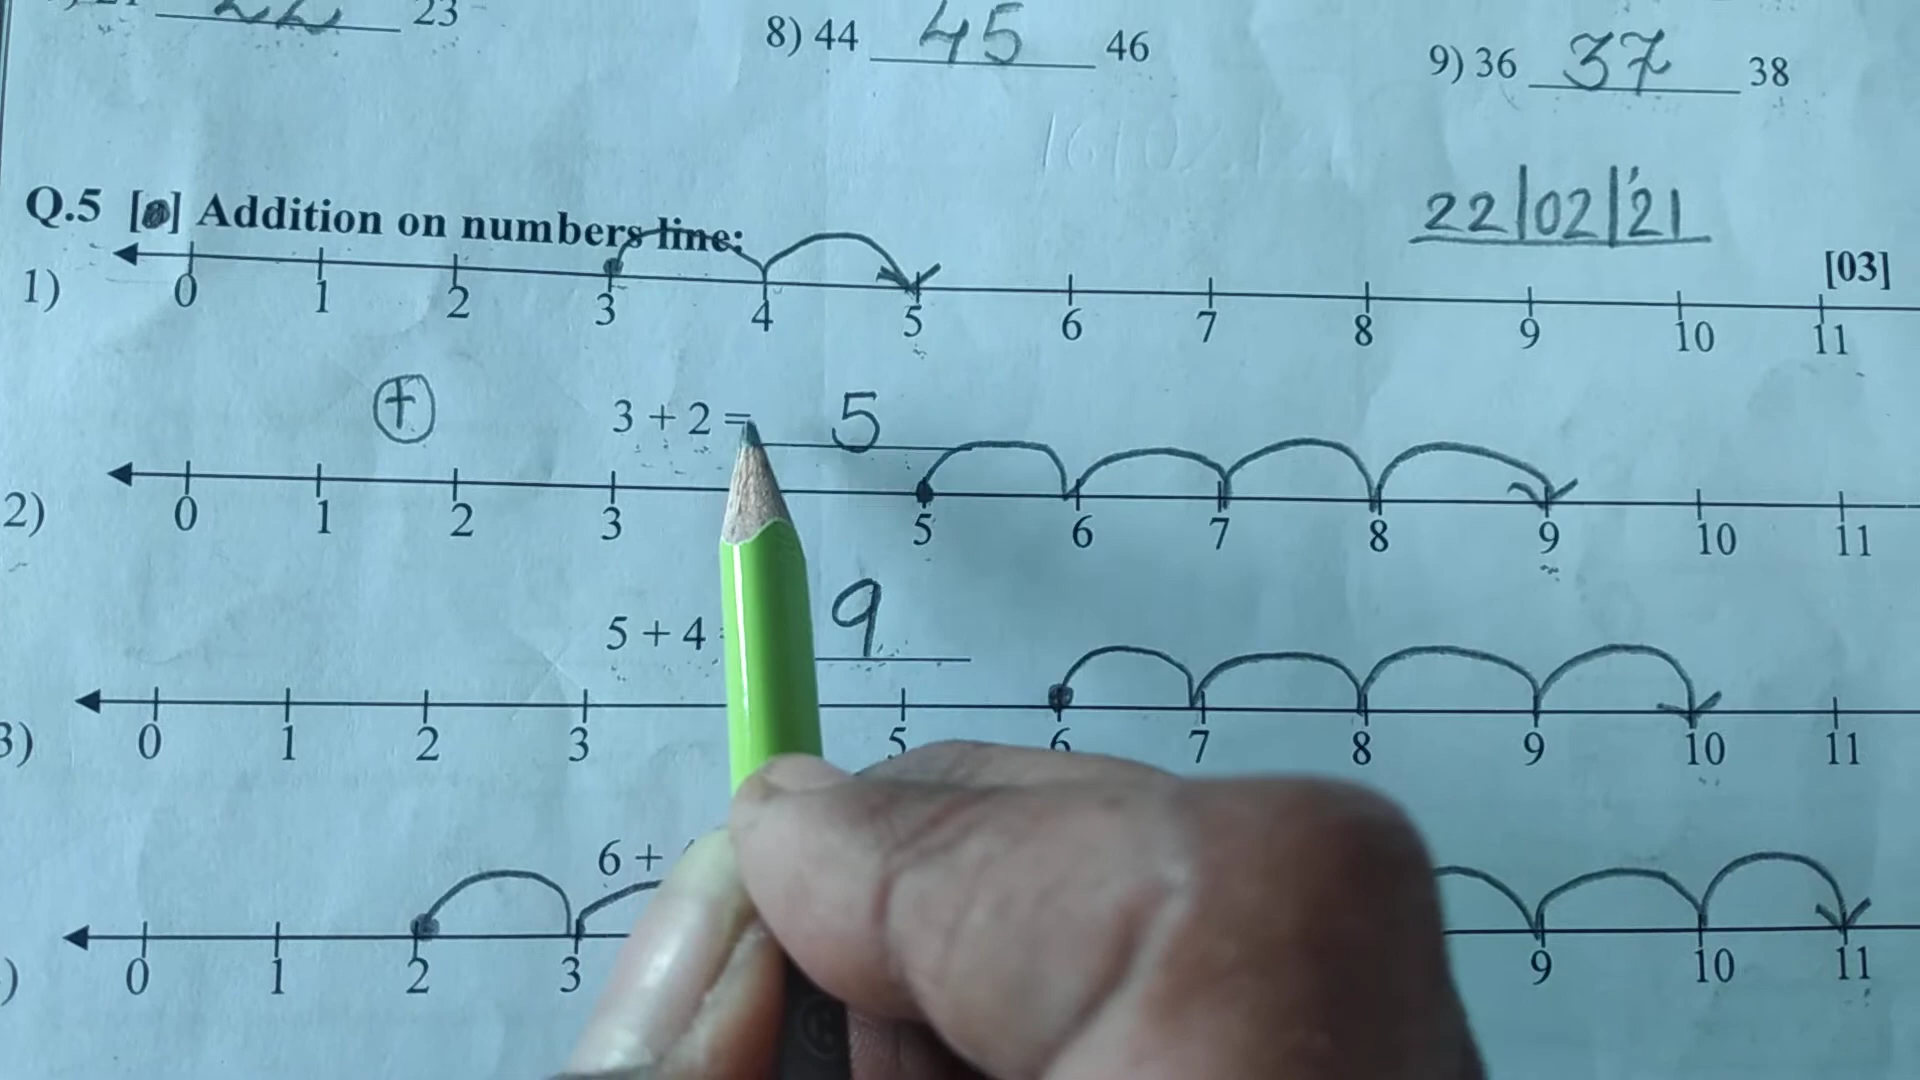 22 23
8) 44 45 46
9) 36 37 38
Q.5 [] Addition on numbers line:
22/02/'21
[03]
1) 0 1 2 3 4 5 6 7 8 9 10 11
+ 3 + 2 = 5
2) 0 1 2 3 5 6 7 8 9 10 11
5 + 4 9
3) 0 1 2 3 5 6 7 8 9 10 11
6 +
) 0 1 2 3 9 10 11